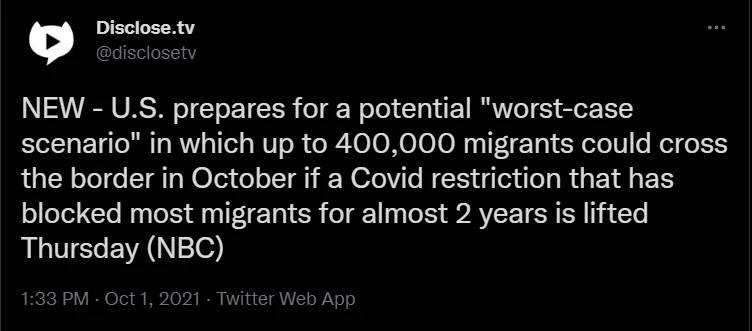 Disclose.tv
@disclosetv
NEW - U.S. prepares for a potential "worst-case
scenario" in which up to 400,000 migrants could cross
the border in October if a Covid restriction that has
blocked most migrants for almost 2 years is lifted
Thursday (NBC)
1:33 PM · Oct 1, 2021 · Twitter Web App